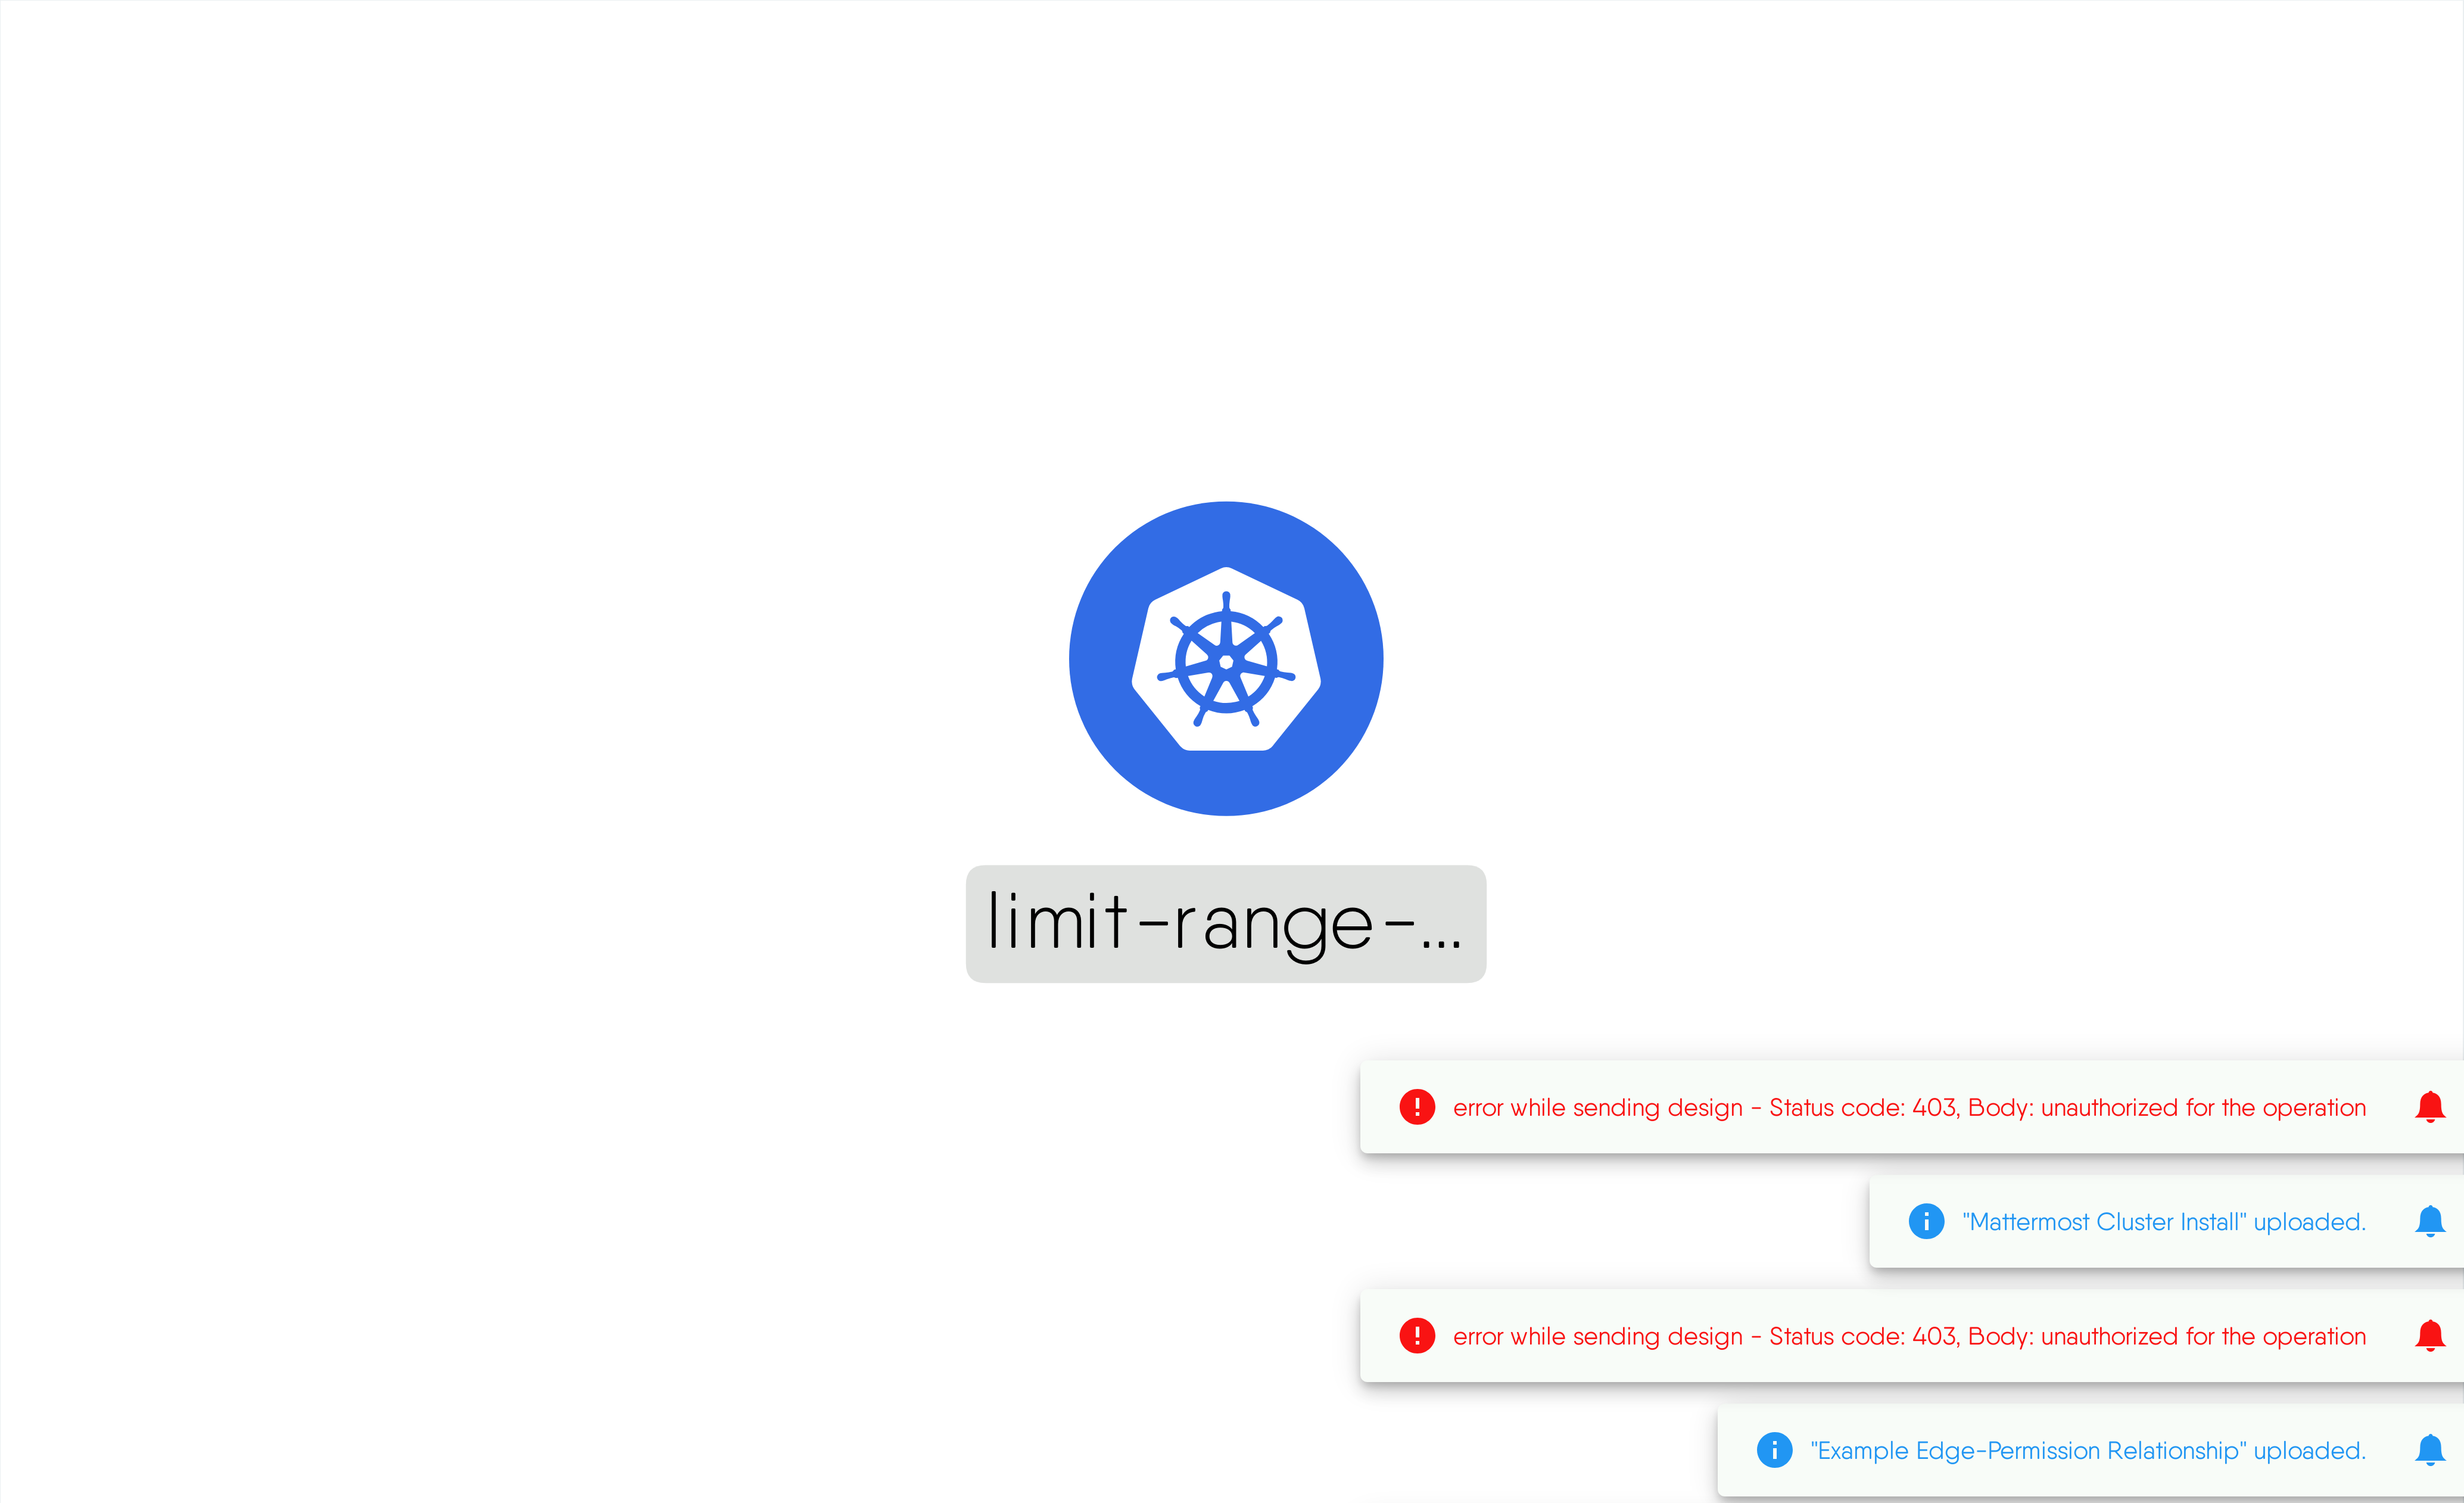 limit-range-...
error while sending design - Status code: 403, Body: unauthorized for the operation
"Mattermost Cluster Install" uploaded.
error while sending design - Status code: 403, Body: unauthorized for the operation
"Example Edge-Permission Relationship" uploaded.